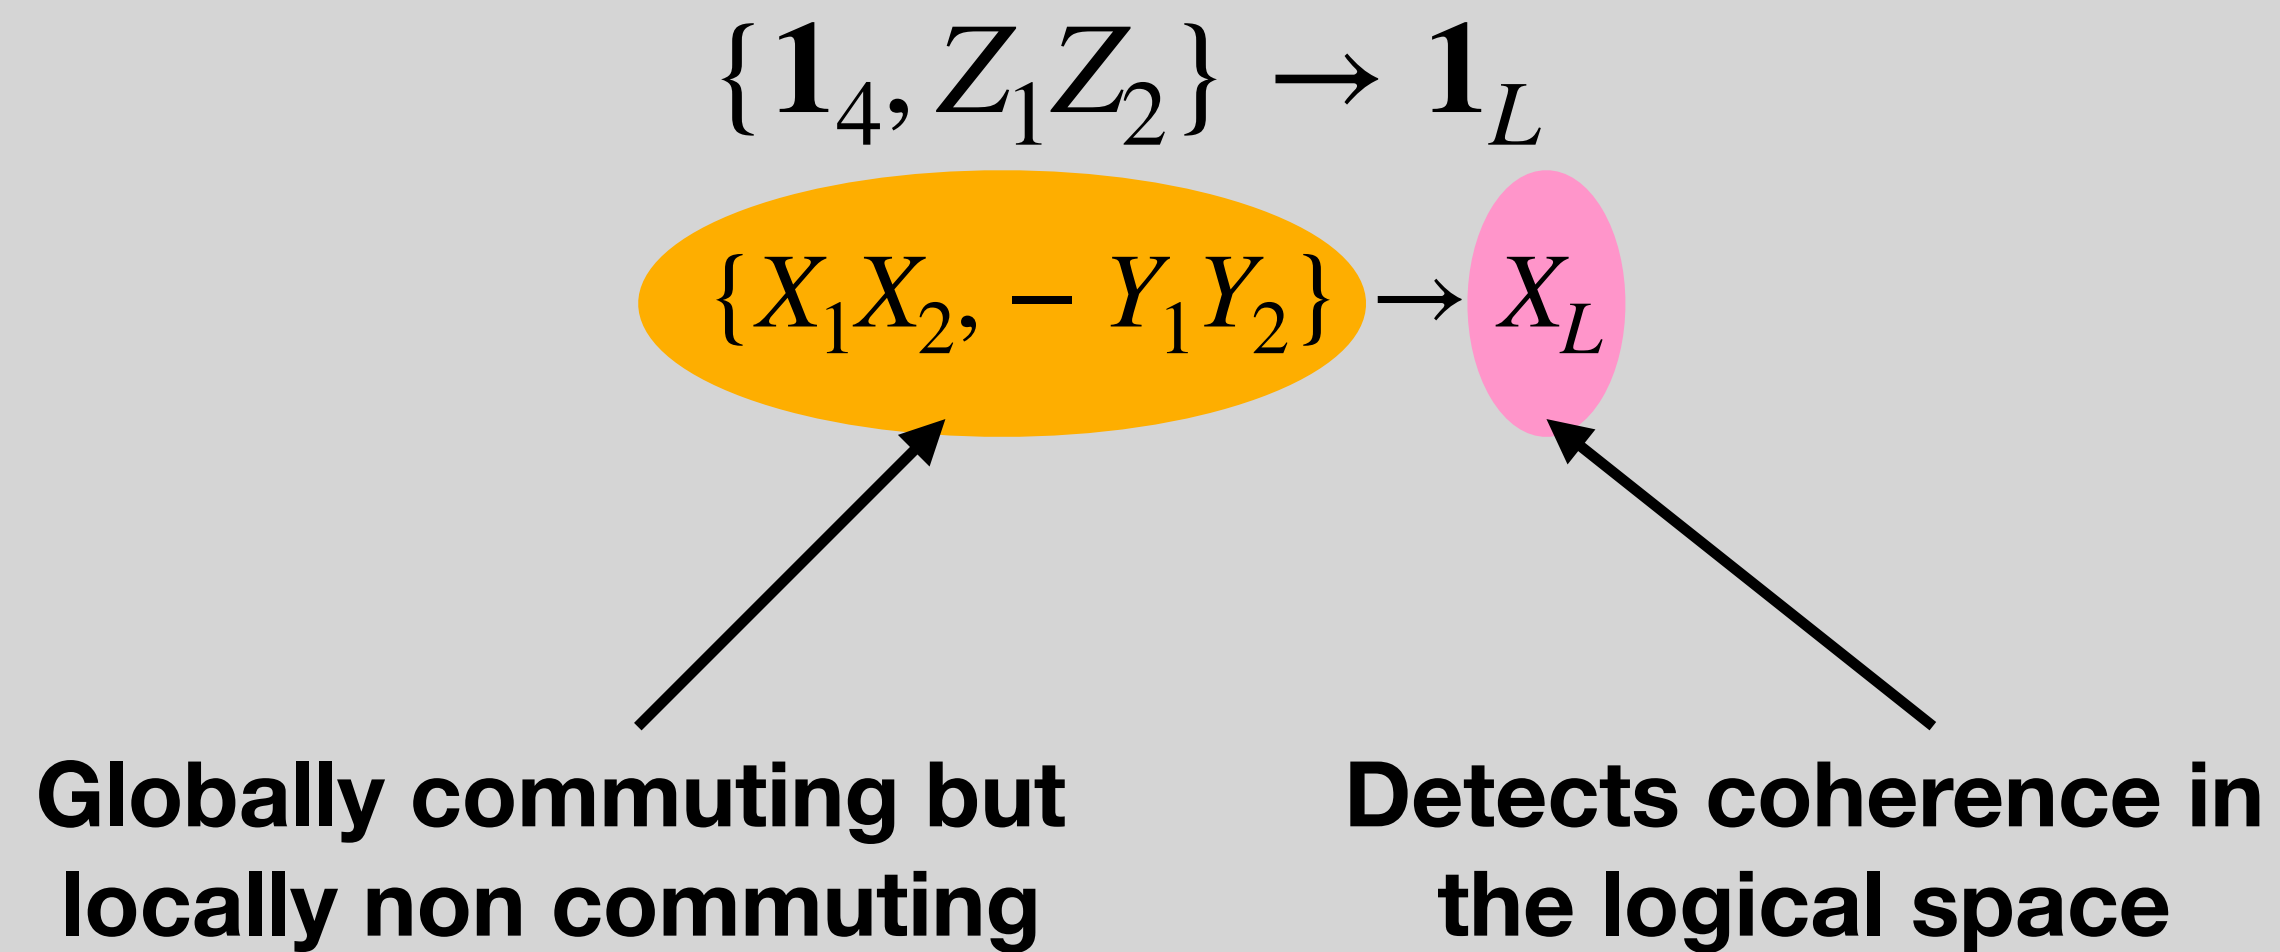 {𝟏₄, Z₁Z₂} → 𝟏_L
{X₁X₂, − Y₁Y₂} → X_L
Globally commuting but
locally non commuting
Detects coherence in
the logical space